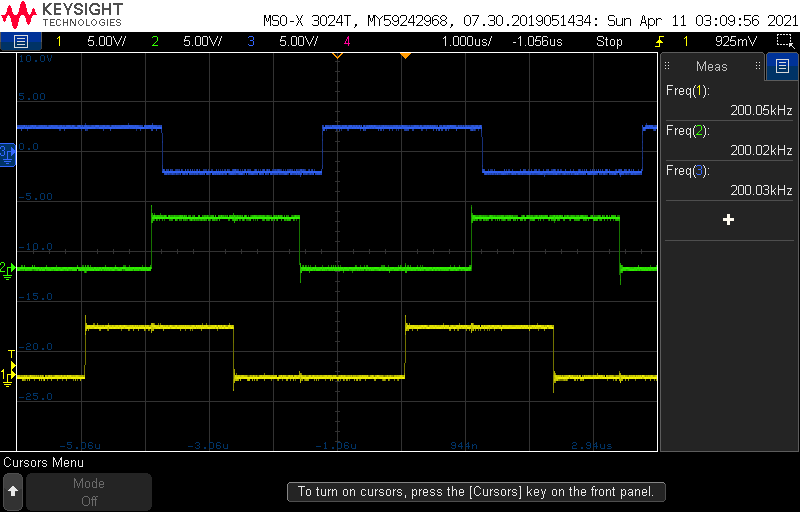 KEYSIGHT
TECHNOLOGIES
MSO-X 3024T, MY59242968, 07.30.2019051434: Sun Apr 11 03:09:56 2021
1 5.00V/ 2 5.00V/ 3 5.00V/ 4 1.000us/ -1.056us Stop 1 925mV
10.0V
5.00
0.0
-5.00
-10.0
-15.0
-20.0
-25.0
3
2
T
1
-5.06u -3.06u -1.06u 944n 2.94us
Meas
Freq(1):
200.05kHz
Freq(2):
200.02kHz
Freq(3):
200.03kHz
Cursors Menu
Mode
Off
To turn on cursors, press the [Cursors] key on the front panel.